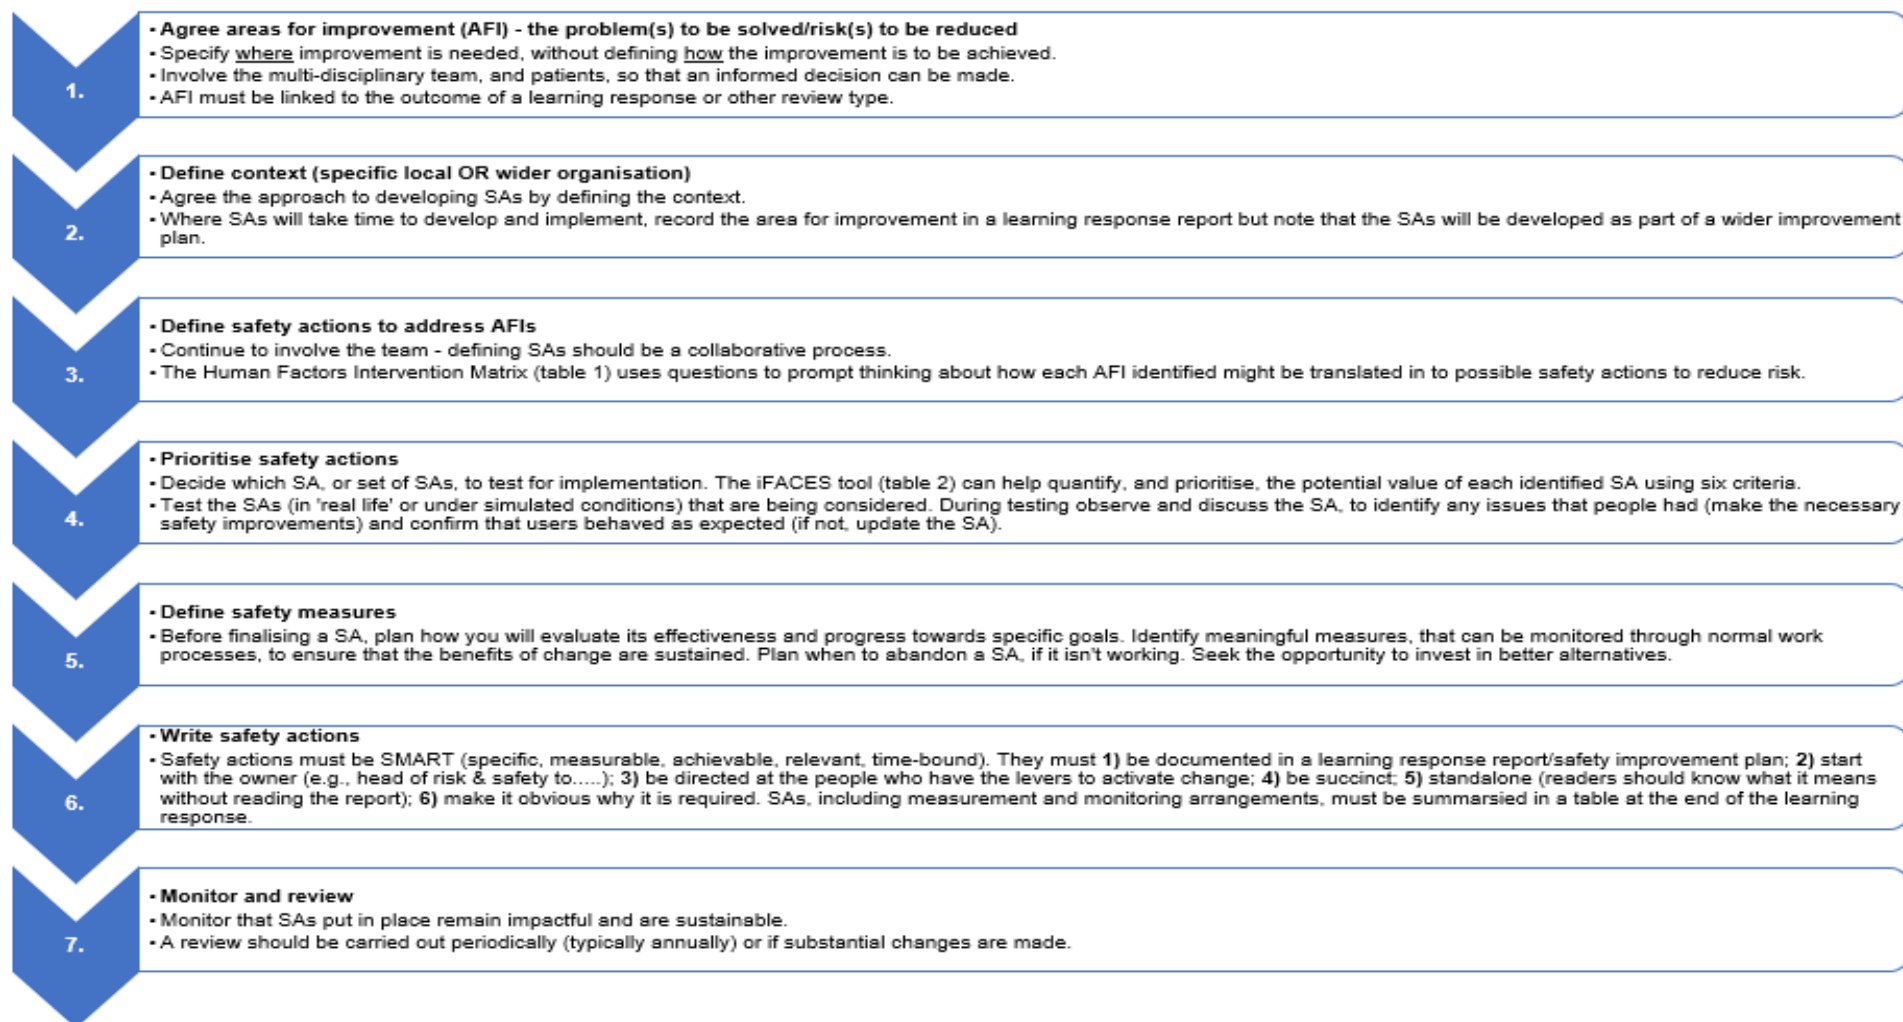 1.
▪ Agree areas for improvement (AFI) - the problem(s) to be solved/risk(s) to be reduced
▪ Specify where improvement is needed, without defining how the improvement is to be achieved.
▪ Involve the multi-disciplinary team, and patients, so that an informed decision can be made.
▪ AFI must be linked to the outcome of a learning response or other review type.
2.
▪ Define context (specific local OR wider organisation)
▪ Agree the approach to developing SAs by defining the context.
▪ Where SAs will take time to develop and implement, record the area for improvement in a learning response report but note that the SAs will be developed as part of a wider improvement
plan.
3.
▪ Define safety actions to address AFIs
▪ Continue to involve the team - defining SAs should be a collaborative process.
▪ The Human Factors Intervention Matrix (table 1) uses questions to prompt thinking about how each AFI identified might be translated in to possible safety actions to reduce risk.
4.
▪ Prioritise safety actions
▪ Decide which SA, or set of SAs, to test for implementation. The iFACES tool (table 2) can help quantify, and prioritise, the potential value of each identified SA using six criteria.
▪ Test the SAs (in 'real life' or under simulated conditions) that are being considered. During testing observe and discuss the SA, to identify any issues that people had (make the necessary
safety improvements) and confirm that users behaved as expected (if not, update the SA).
5.
▪ Define safety measures
▪ Before finalising a SA, plan how you will evaluate its effectiveness and progress towards specific goals. Identify meaningful measures, that can be monitored through normal work
processes, to ensure that the benefits of change are sustained. Plan when to abandon a SA, if it isn't working. Seek the opportunity to invest in better alternatives.
6.
▪ Write safety actions
▪ Safety actions must be SMART (specific, measurable, achievable, relevant, time-bound). They must 1) be documented in a learning response report/safety improvement plan; 2) start
with the owner (e.g., head of risk & safety to.....); 3) be directed at the people who have the levers to activate change; 4) be succinct; 5) standalone (readers should know what it means
without reading the report); 6) make it obvious why it is required. SAs, including measurement and monitoring arrangements, must be summarsied in a table at the end of the learning
response.
7.
▪ Monitor and review
▪ Monitor that SAs put in place remain impactful and are sustainable.
▪ A review should be carried out periodically (typically annually) or if substantial changes are made.